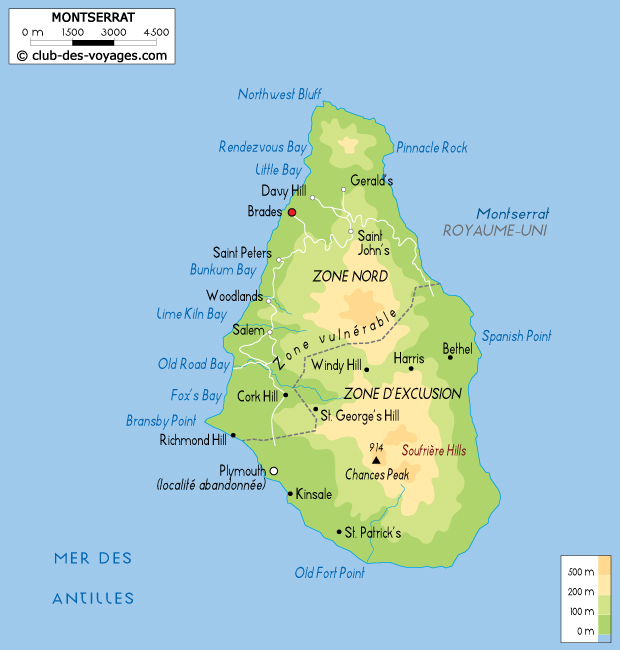 MONTSERRAT
0 m 1500 3000 4500
© club-des-voyages.com
Northwest Bluff
Rendezvous Bay
Pinnacle Rock
Little Bay
Gerald's
Davy Hill
Brades
Montserrat
ROYAUME-UNI
Saint
John's
Saint Peters
Bunkum Bay
ZONE NORD
Woodlands
Lime Kiln Bay
Salem
Zone vulnérable
Spanish Point
Bethel
Harris
Windy Hill
Old Road Bay
Fox's Bay
Cork Hill
ZONE D'EXCLUSION
St. George's Hill
Bransby Point
Richmond Hill
914
Soufrière Hills
Chances Peak
Plymouth
(localité abandonnée)
Kinsale
St. Patrick's
Old Fort Point
MER DES
ANTILLES
500 m
200 m
100 m
0 m